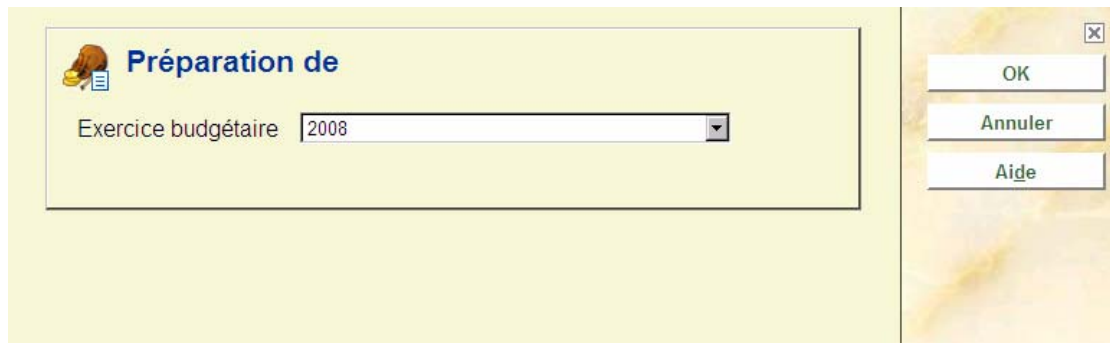 Préparation de
Exercice budgétaire 2008
OK
Annuler
Aide